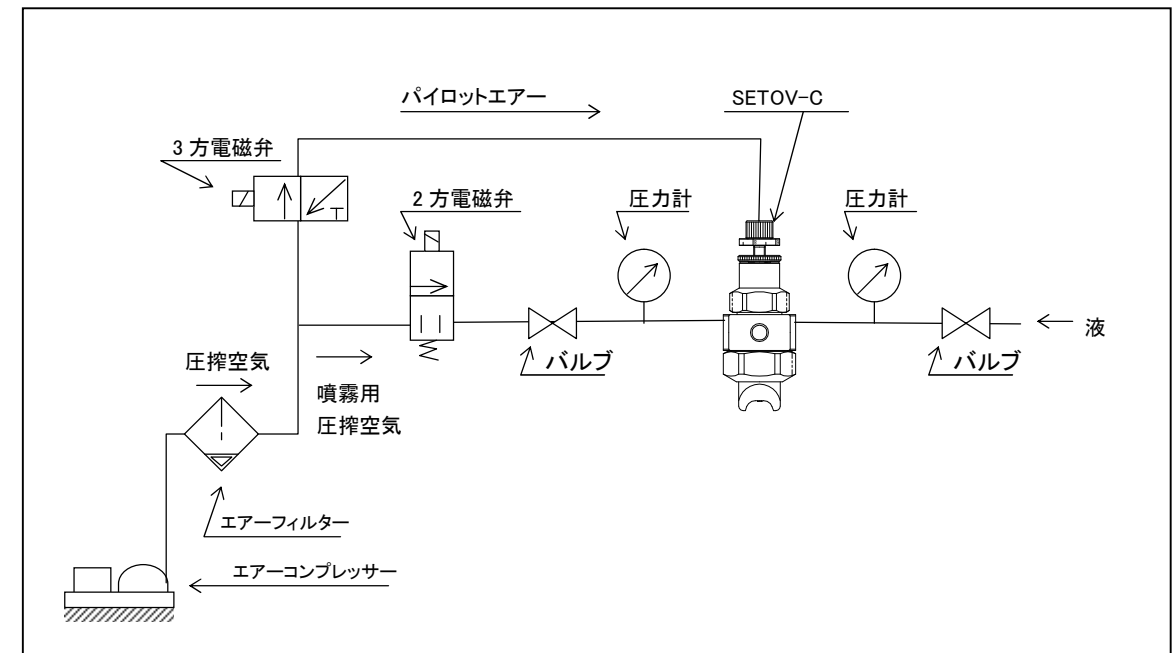 パイロットエアー
SETOV-C
3方電磁弁
2方電磁弁
圧力計
圧力計
液
バルブ
バルブ
圧搾空気
噴霧用
圧搾空気
エアーフィルター
エアーコンプレッサー